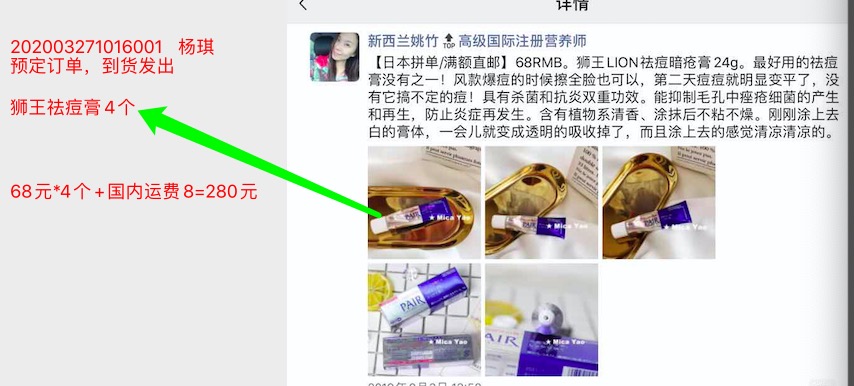 详情
202003271016001 杨琪
预定订单，到货发出
狮王祛痘膏4个
68元*4个+国内运费8=280元
新西兰姚竹🔝高级国际注册营养师
【日本拼单/满额直邮】68RMB。狮王LION祛痘暗疮膏24g。最好用的祛痘
膏没有之一！风款爆痘的时候擦全脸也可以，第二天痘痘就明显变平了，没
有它搞不定的痘！具有杀菌和抗炎双重功效。能抑制毛孔中痤疮细菌的产生
和再生，防止炎症再发生。含有植物系清香、涂抹后不粘不燥。刚刚涂上去
白的膏体，一会儿就变成透明的吸收掉了，而且涂上去的感觉清凉清凉的。
★ Mica Yao
★ Mica Yao
★ Mica Yao
PAIR
★ Mica Yao
PAIR
★ Mica Yao